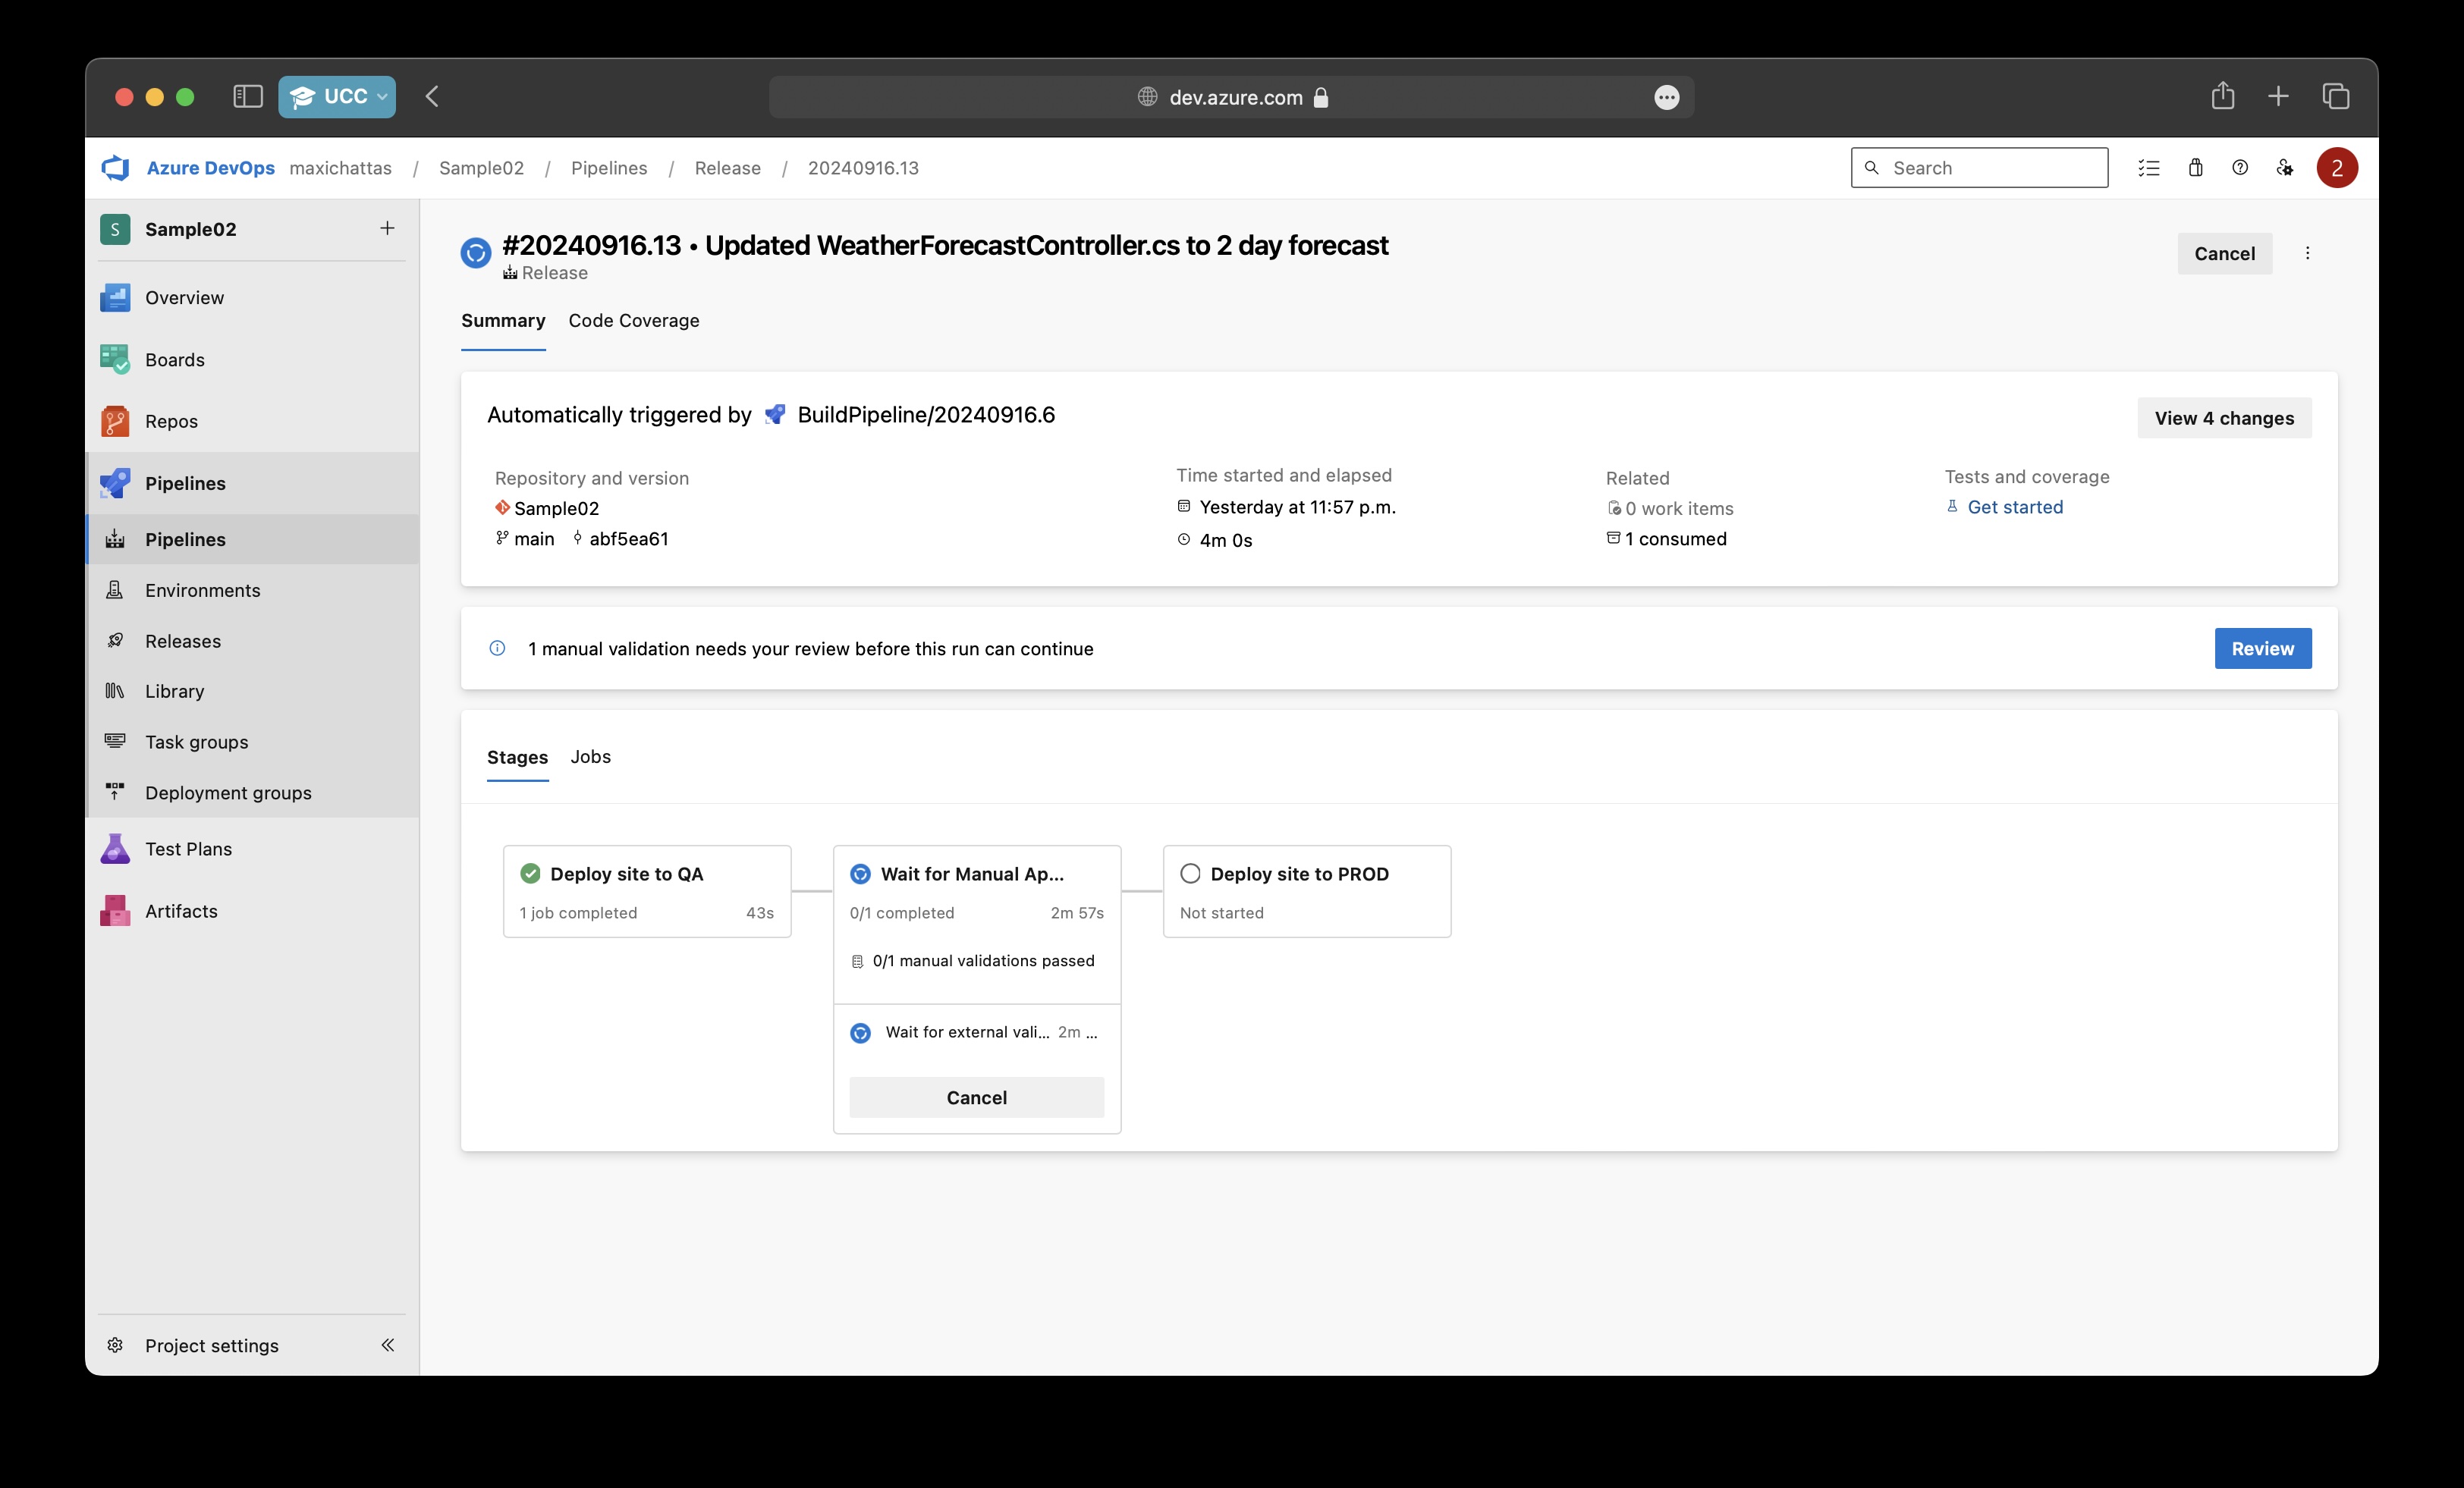 UCC
dev.azure.com
Azure DevOps maxichattas / Sample02 / Pipelines / Release / 20240916.13
Search
2
S Sample02
Overview
Boards
Repos
Pipelines
Pipelines
Environments
Releases
Library
Task groups
Deployment groups
Test Plans
Artifacts
Project settings
#20240916.13 • Updated WeatherForecastController.cs to 2 day forecast
Release
Cancel
Summary Code Coverage
Automatically triggered by BuildPipeline/20240916.6
View 4 changes
Repository and version
Sample02
main abf5ea61
Time started and elapsed
Yesterday at 11:57 p.m.
4m 0s
Related
0 work items
1 consumed
Tests and coverage
Get started
1 manual validation needs your review before this run can continue
Review
Stages Jobs
Deploy site to QA
1 job completed 43s
Wait for Manual Ap...
0/1 completed 2m 57s
0/1 manual validations passed
Wait for external vali... 2m ...
Cancel
Deploy site to PROD
Not started